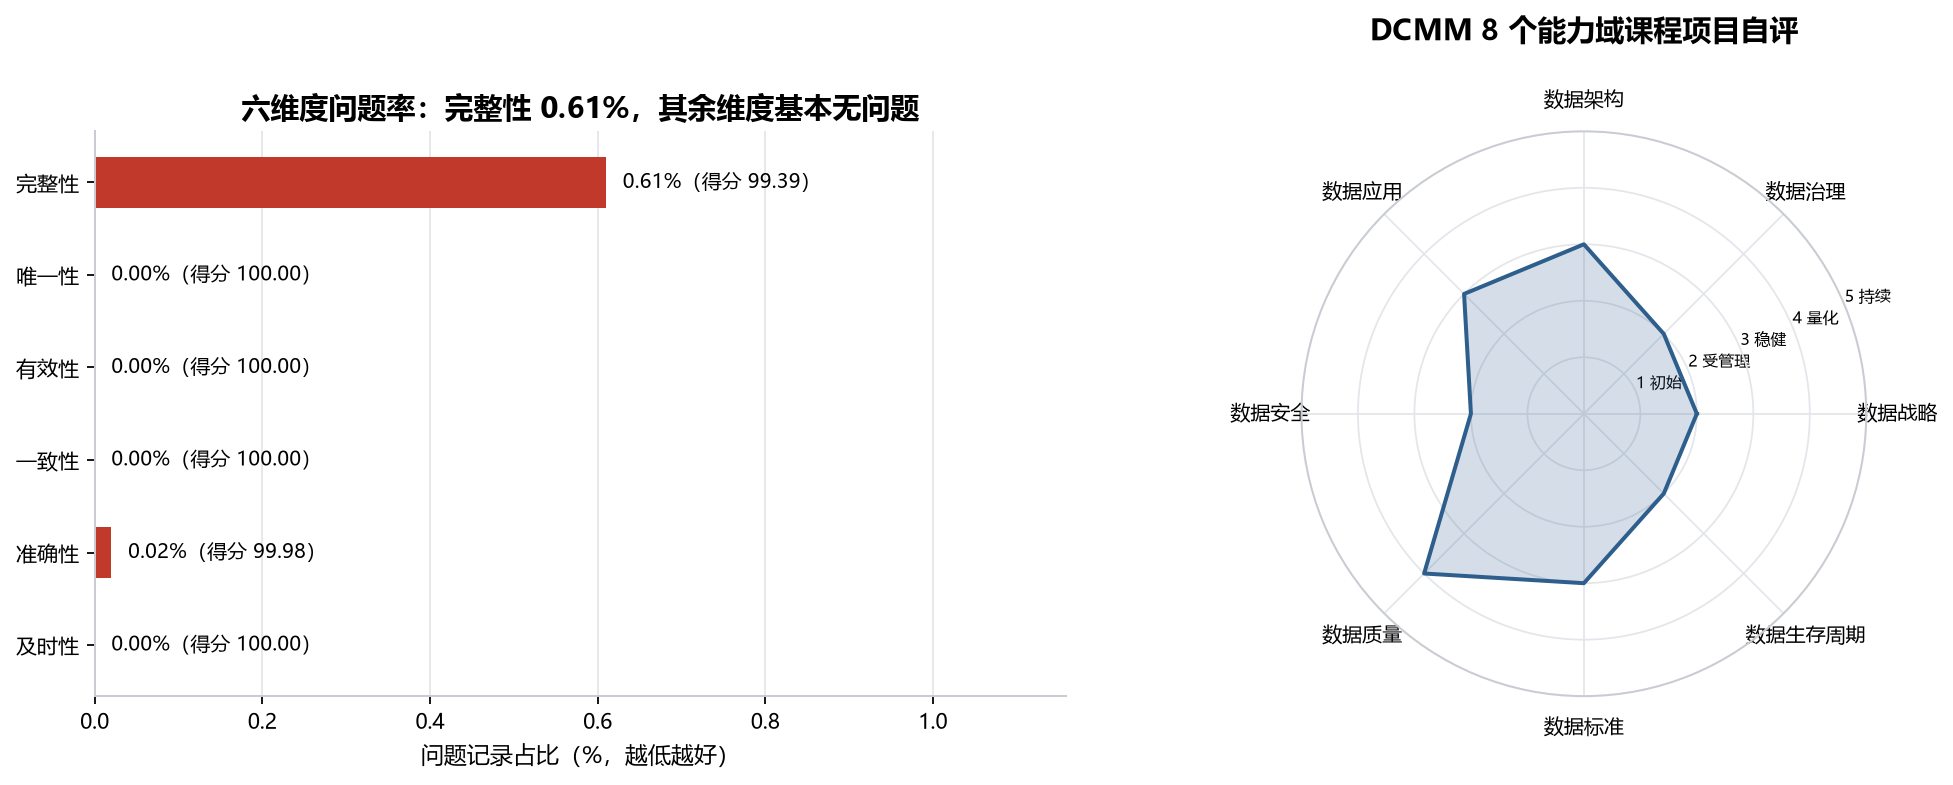 六维度问题率：完整性 0.61%，其余维度基本无问题
完整性
0.61%（得分 99.39）
唯一性
0.00%（得分 100.00）
有效性
0.00%（得分 100.00）
一致性
0.00%（得分 100.00）
准确性
0.02%（得分 99.98）
及时性
0.00%（得分 100.00）
0.0 0.2 0.4 0.6 0.8 1.0
问题记录占比（%，越低越好）
DCMM 8 个能力域课程项目自评
数据架构
数据应用
数据治理
5 持续
4 量化
3 稳健
2 受管理
1 初始
数据安全
数据战略
数据质量
数据生存周期
数据标准